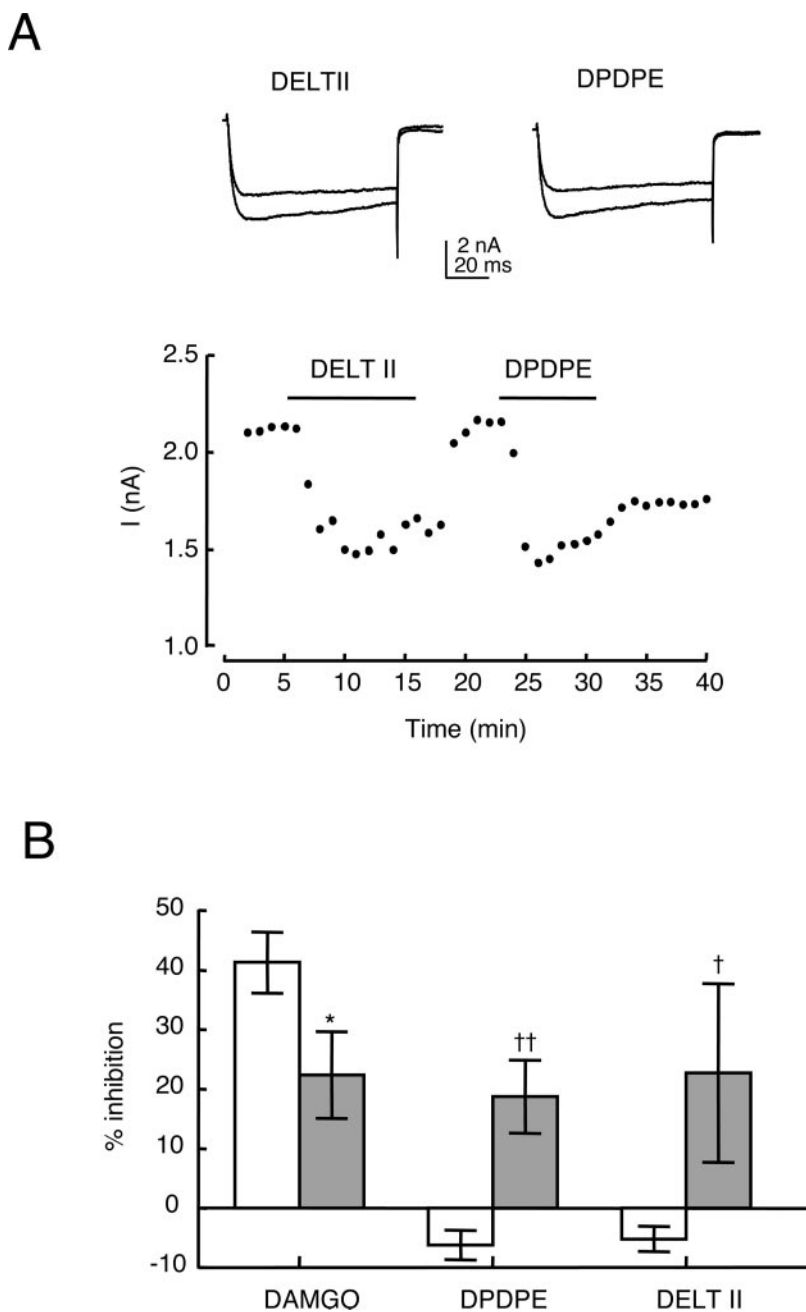 A
DELTII DPDPE
2 nA
20 ms
2.5
DELT II DPDPE
2.0
I (nA)
1.5
1.0
0 5 10 15 20 25 30 35 40
Time (min)
B
50
40
†
*
30
††
% inhibition
20
10
0
-10
DAMGO DPDPE DELT II